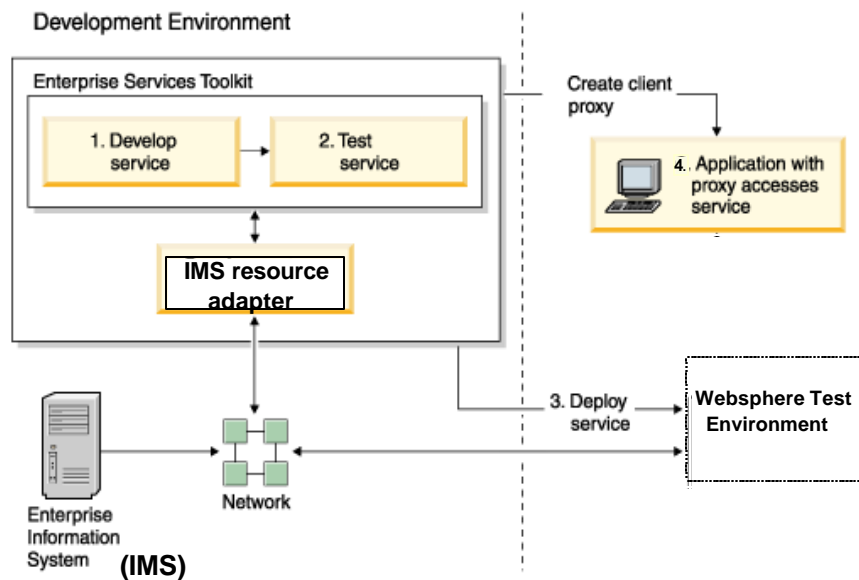 Development Environment
Enterprise Services Toolkit
1. Develop
service
2. Test
service
IMS resource
adapter
Create client
proxy
4. Application with
proxy accesses
service
3. Deploy
service
Websphere Test
Environment
Network
Enterprise
Information
System
(IMS)